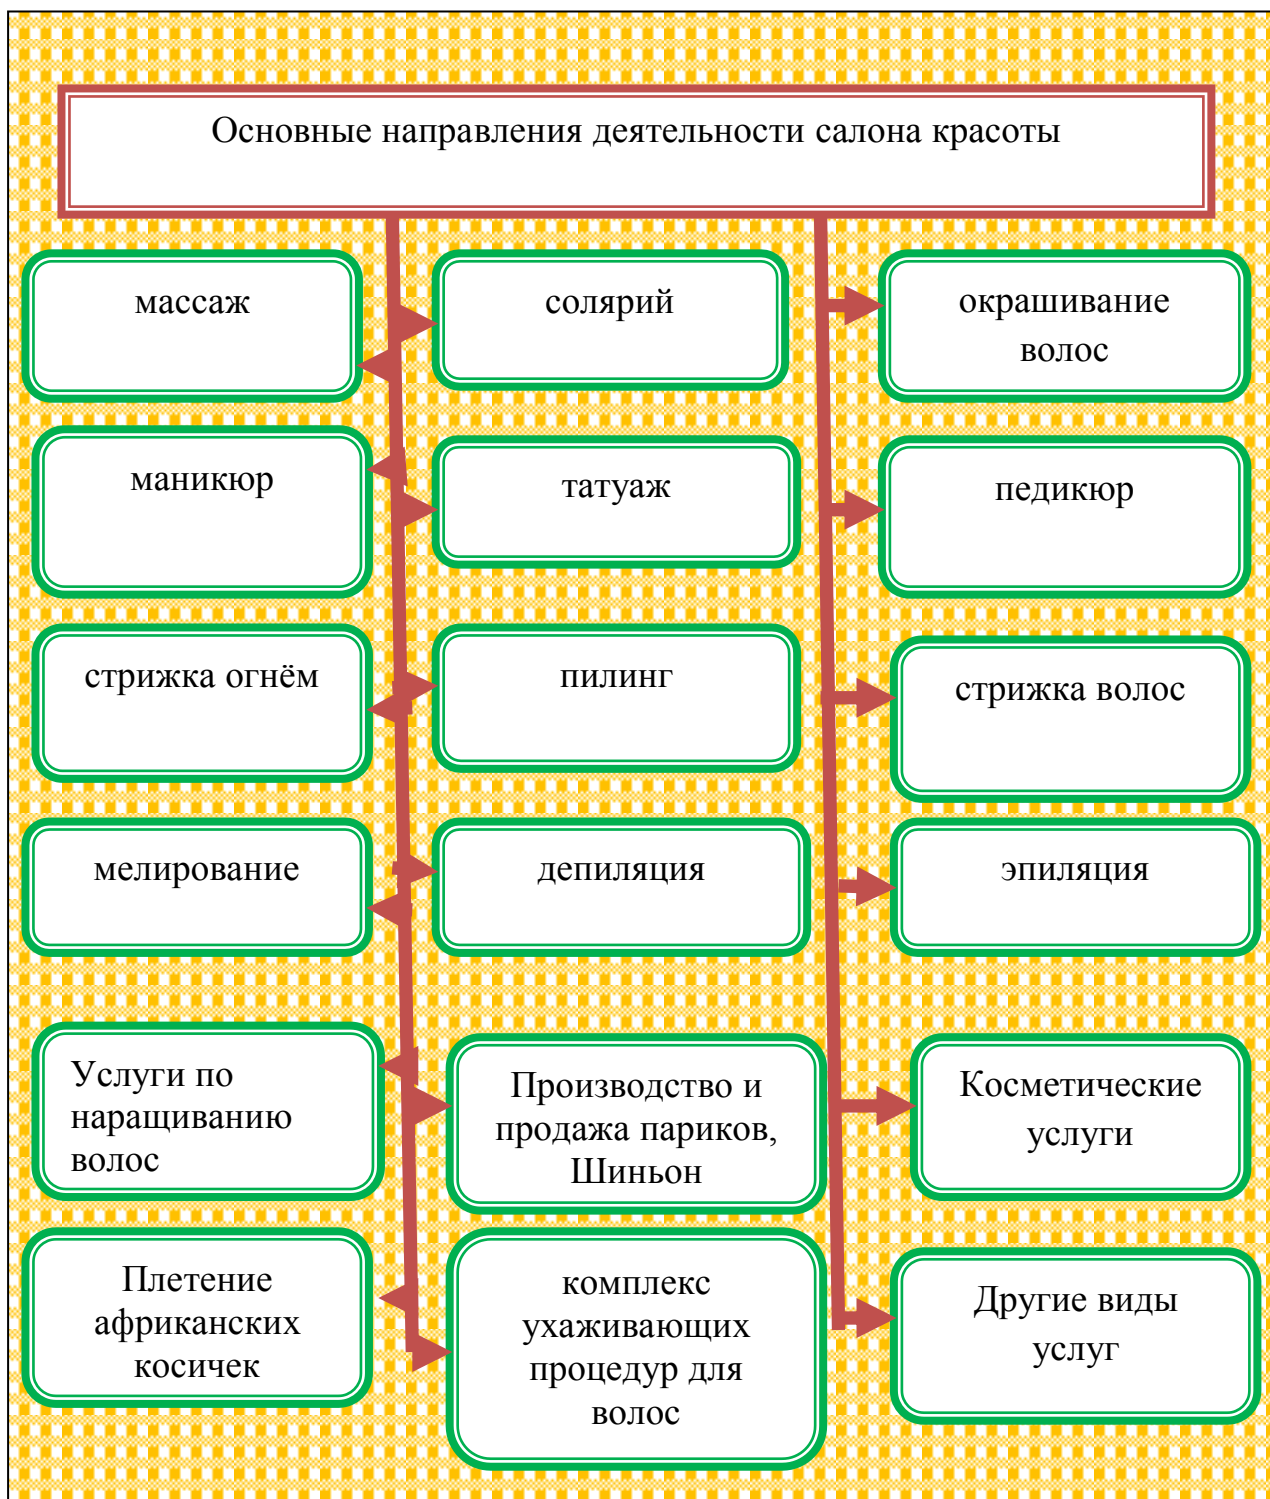 Основные направления деятельности салона красоты
массаж
солярий
окрашивание
волос
маникюр
татуаж
педикюр
стрижка огнём
пилинг
стрижка волос
мелирование
депиляция
эпиляция
Услуги по
наращиванию
волос
Производство и
продажа париков,
Шиньон
Косметические
услуги
Плетение
африканских
косичек
комплекс
ухаживающих
процедур для
волос
Другие виды
услуг